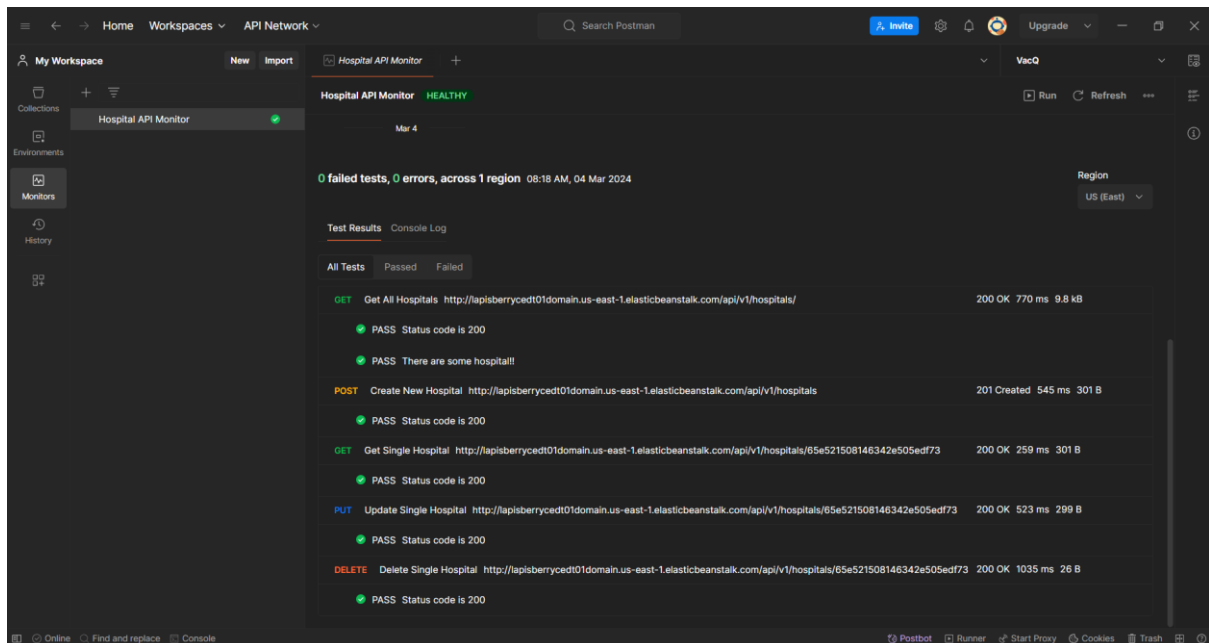 Home Workspaces API Network Search Postman Invite Upgrade
My Workspace New Import Hospital API Monitor VacQ
Collections
Environments
Monitors
History
Hospital API Monitor
Hospital API Monitor HEALTHY Run Refresh
Mar 4
0 failed tests, 0 errors, across 1 region 08:18 AM, 04 Mar 2024
Region
US (East)
Test Results Console Log
All Tests Passed Failed
GET Get All Hospitals http://lapisberrycedt01domain.us-east-1.elasticbeanstalk.com/api/v1/hospitals/ 200 OK 770 ms 9.8 kB
PASS Status code is 200
PASS There are some hospital!!
POST Create New Hospital http://lapisberrycedt01domain.us-east-1.elasticbeanstalk.com/api/v1/hospitals 201 Created 545 ms 301 B
PASS Status code is 200
GET Get Single Hospital http://lapisberrycedt01domain.us-east-1.elasticbeanstalk.com/api/v1/hospitals/65e521508146342e505edf73 200 OK 259 ms 301 B
PASS Status code is 200
PUT Update Single Hospital http://lapisberrycedt01domain.us-east-1.elasticbeanstalk.com/api/v1/hospitals/65e521508146342e505edf73 200 OK 523 ms 299 B
PASS Status code is 200
DELETE Delete Single Hospital http://lapisberrycedt01domain.us-east-1.elasticbeanstalk.com/api/v1/hospitals/65e521508146342e505edf73 200 OK 1035 ms 26 B
PASS Status code is 200
Online Find and replace Console Postbot Runner Start Proxy Cookies Trash